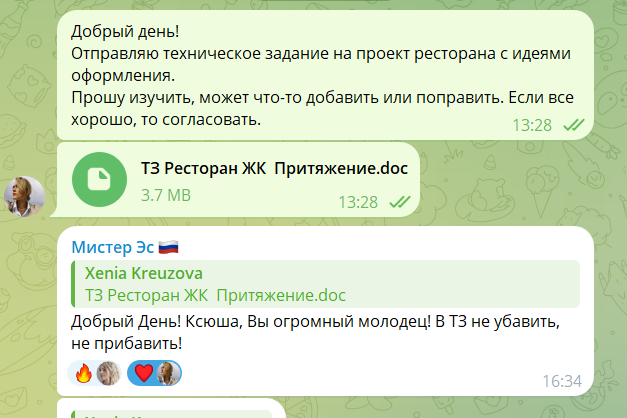 Добрый день!
Отправляю техническое задание на проект ресторана с идеями
оформления.
Прошу изучить, может что-то добавить или поправить. Если все
хорошо, то согласовать.
13:28
ТЗ Ресторан ЖК Притяжение.doc
3.7 MB
13:28
Мистер Эс
Xenia Kreuzova
ТЗ Ресторан ЖК Притяжение.doc
Добрый День! Ксюша, Вы огромный молодец! В ТЗ не убавить,
не прибавить!
16:34